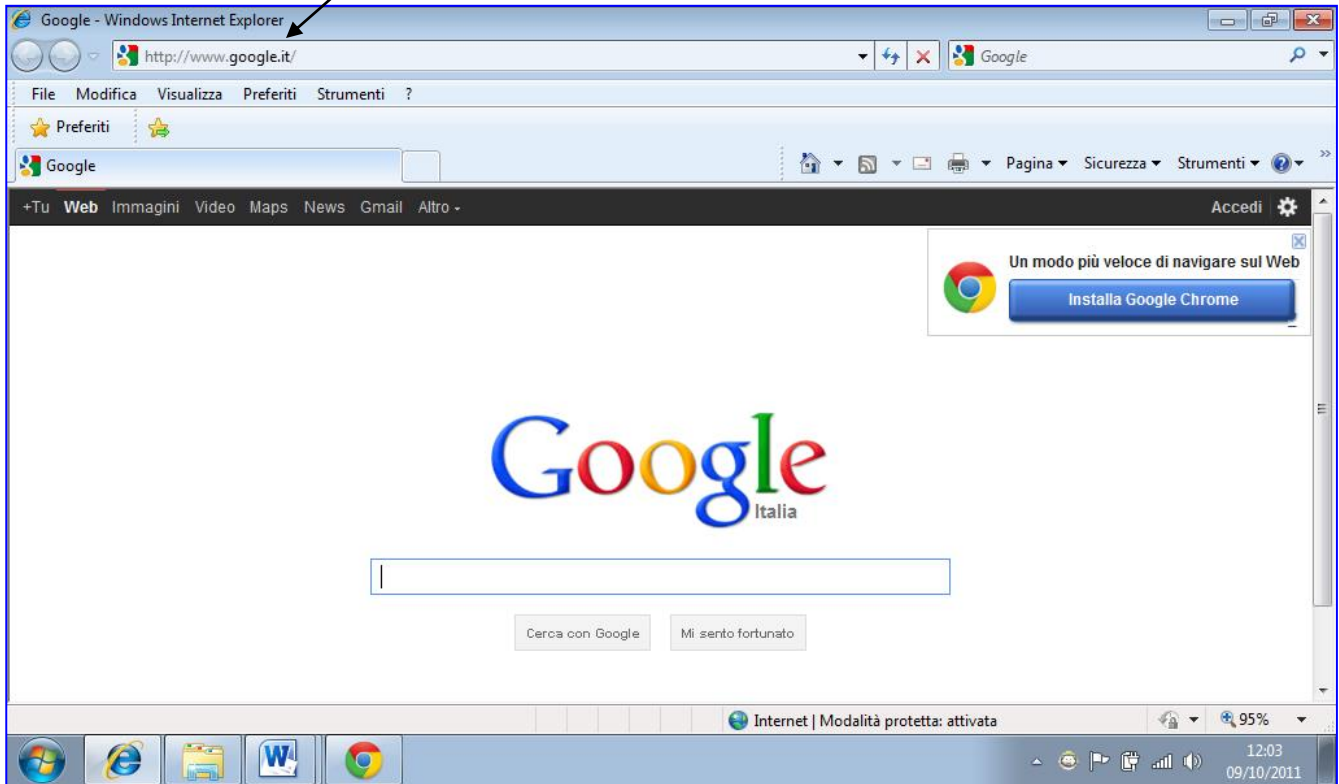 Google - Windows Internet Explorer
http://www.google.it/
Google
File Modifica Visualizza Preferiti Strumenti ?
Preferiti
Google
Pagina Sicurezza Strumenti
+Tu Web Immagini Video Maps News Gmail Altro
Accedi
Un modo più veloce di navigare sul Web
Installa Google Chrome
Google
Italia
Cerca con Google
Mi sento fortunato
Internet | Modalità protetta: attivata
95%
W
12:03
09/10/2011